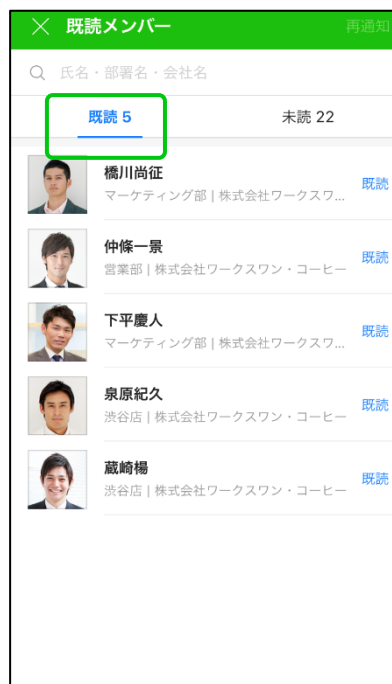 既読メンバー 再通知
氏名・部署名・会社名
既読 5 未読 22
橋川尚征
マーケティング部 | 株式会社ワークスワ... 既読
仲條一景
営業部 | 株式会社ワークスワン・コーヒー 既読
下平慶人
マーケティング部 | 株式会社ワークスワ... 既読
泉原紀久
渋谷店 | 株式会社ワークスワン・コーヒー 既読
蔵崎楊
渋谷店 | 株式会社ワークスワン・コーヒー 既読